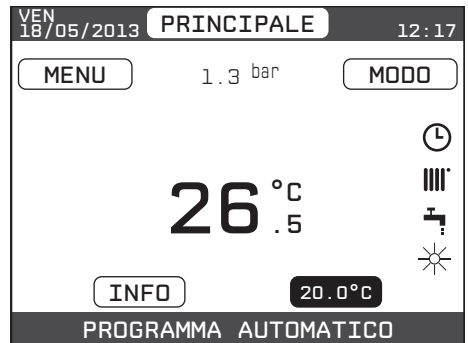 VEN
18/05/2013 PRINCIPALE 12:17
MENU 1.3 bar MODO
26.5 °C
INFO 20.0°C
PROGRAMMA AUTOMATICO